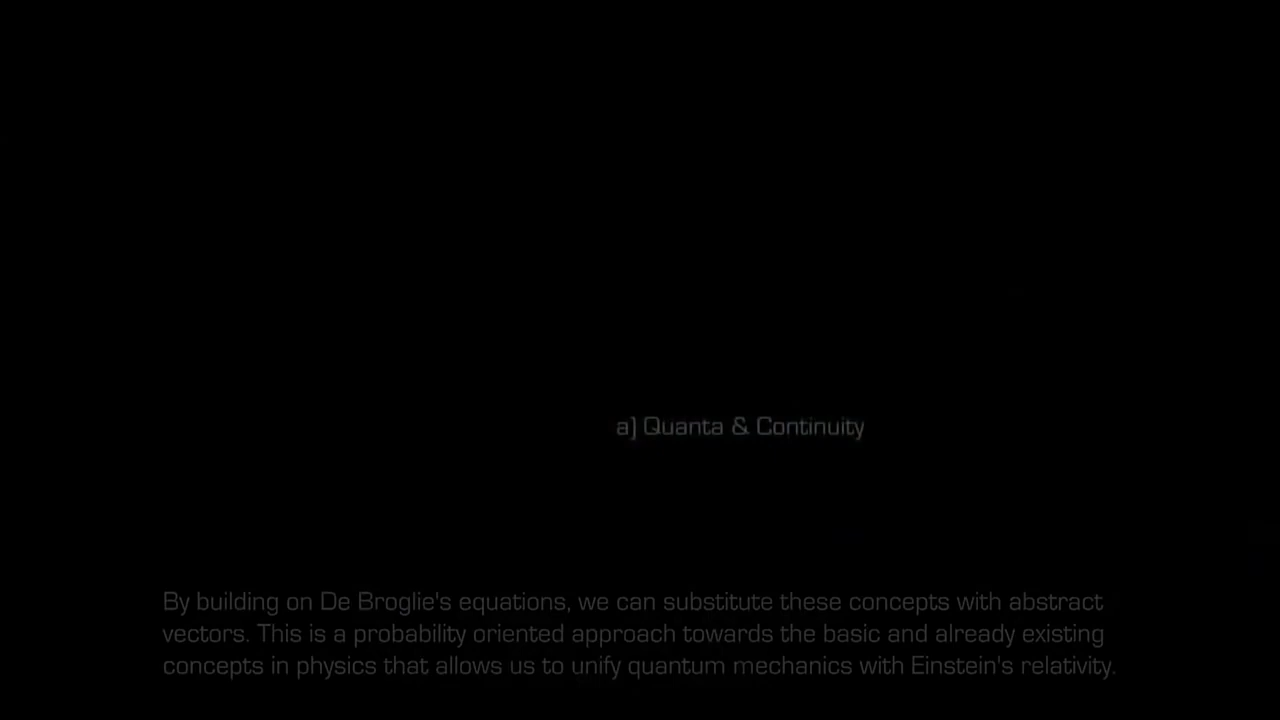 a) Quanta & Continuity
By building on De Broglie's equations, we can substitute these concepts with abstract
vectors. This is a probability oriented approach towards the basic and already existing
concepts in physics that allows us to unify quantum mechanics with Einstein's relativity.